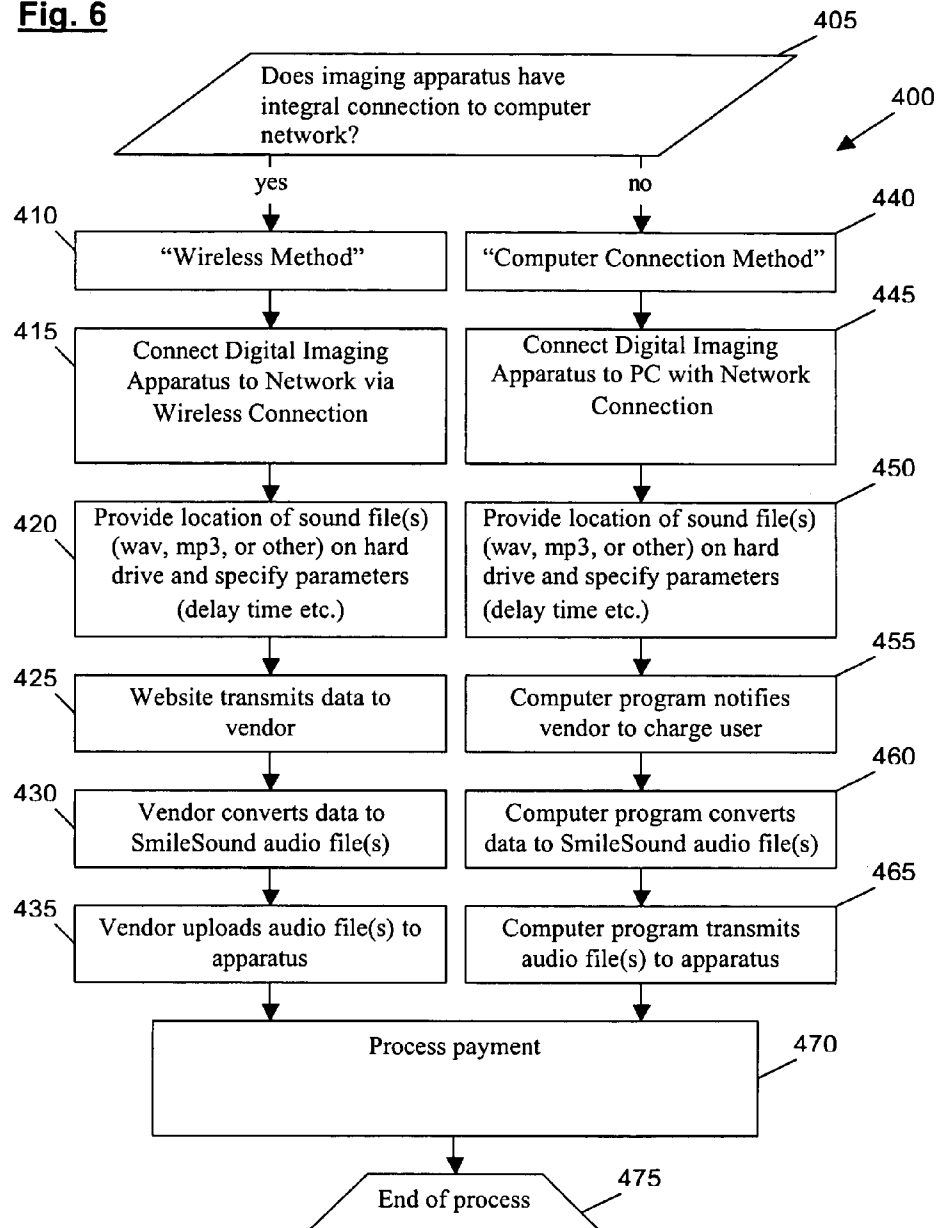 Fig. 6
405
Does imaging apparatus have
integral connection to computer
network?
400
yes
no
410
"Wireless Method"
440
"Computer Connection Method"
415
Connect Digital Imaging
Apparatus to Network via
Wireless Connection
445
Connect Digital Imaging
Apparatus to PC with Network
Connection
420
Provide location of sound file(s)
(wav, mp3, or other) on hard
drive and specify parameters
(delay time etc.)
450
Provide location of sound file(s)
(wav, mp3, or other) on hard
drive and specify parameters
(delay time etc.)
425
Website transmits data to
vendor
455
Computer program notifies
vendor to charge user
430
Vendor converts data to
SmileSound audio file(s)
460
Computer program converts
data to SmileSound audio file(s)
435
Vendor uploads audio file(s) to
apparatus
465
Computer program transmits
audio file(s) to apparatus
Process payment
470
End of process
475